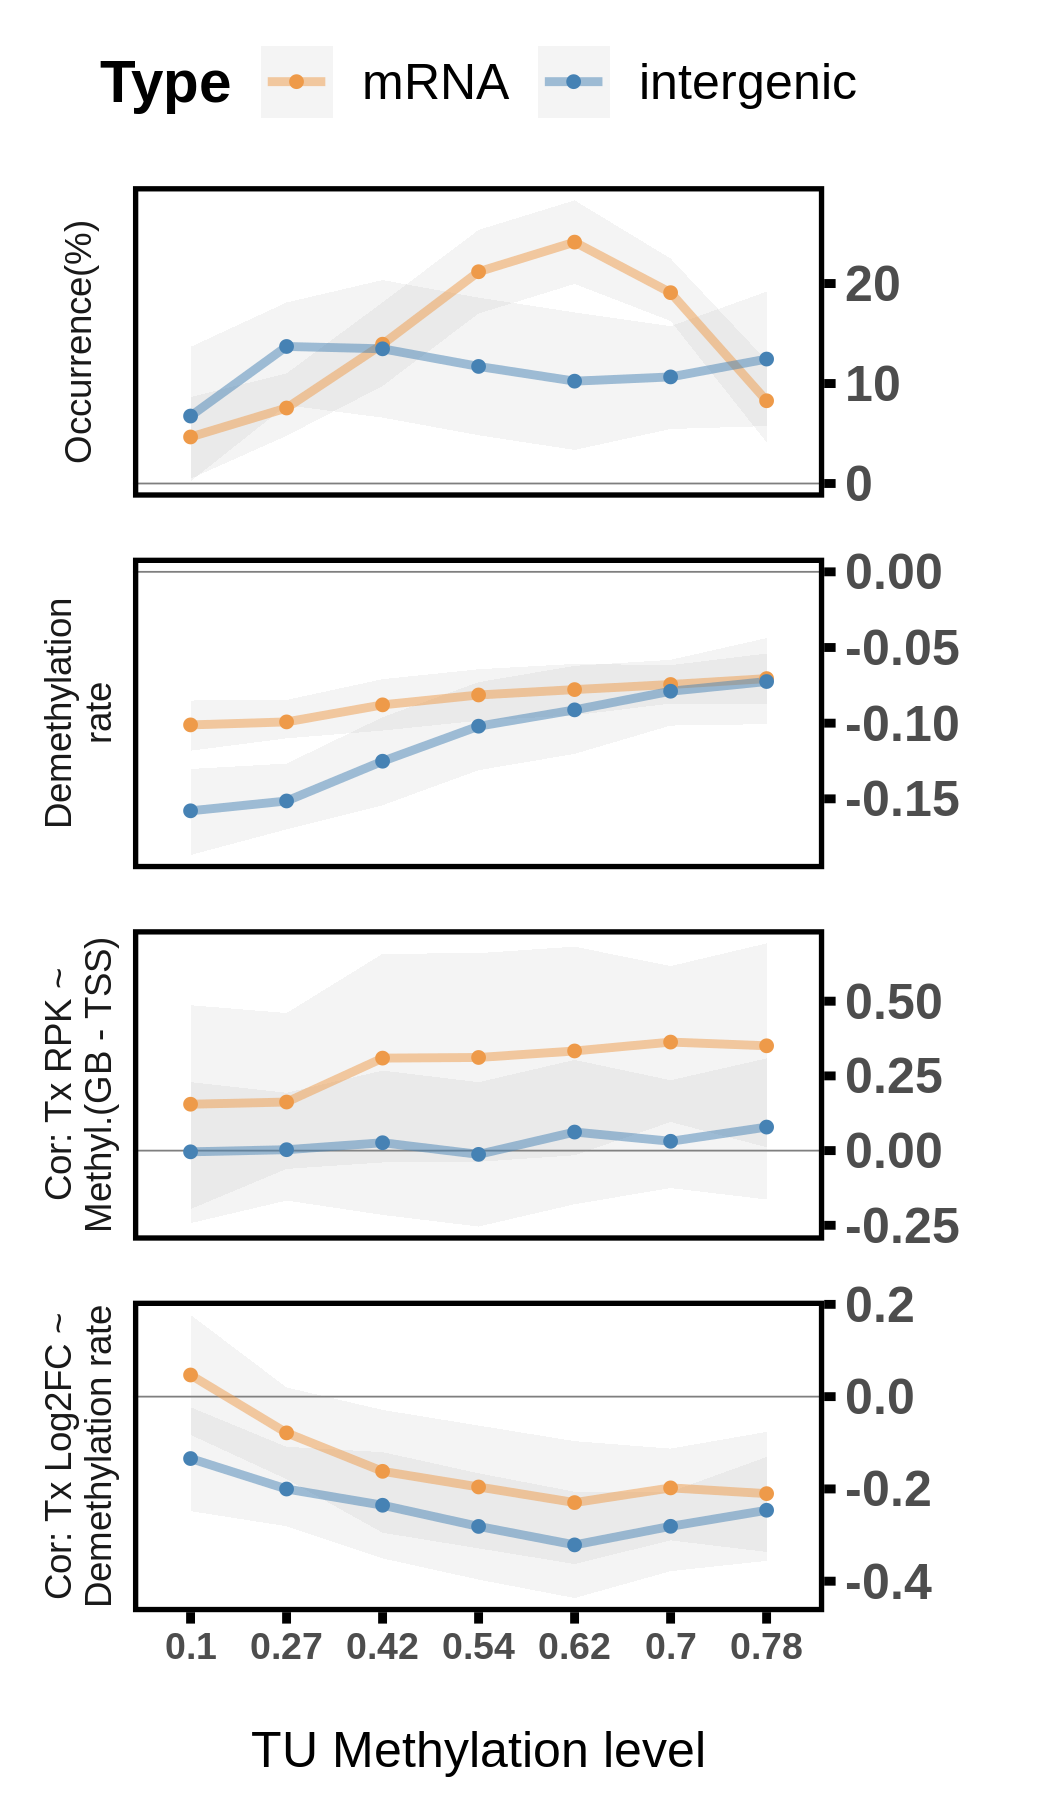 Type mRNA intergenic
Occurrence(%)
20
10
0
Demethylation
rate
0.00
-0.05
-0.10
-0.15
Cor: Tx RPK ~
Methyl.(GB - TSS)
0.50
0.25
0.00
-0.25
Cor: Tx Log2FC ~
Demethylation rate
0.2
0.0
-0.2
-0.4
0.1 0.27 0.42 0.54 0.62 0.7 0.78
TU Methylation level